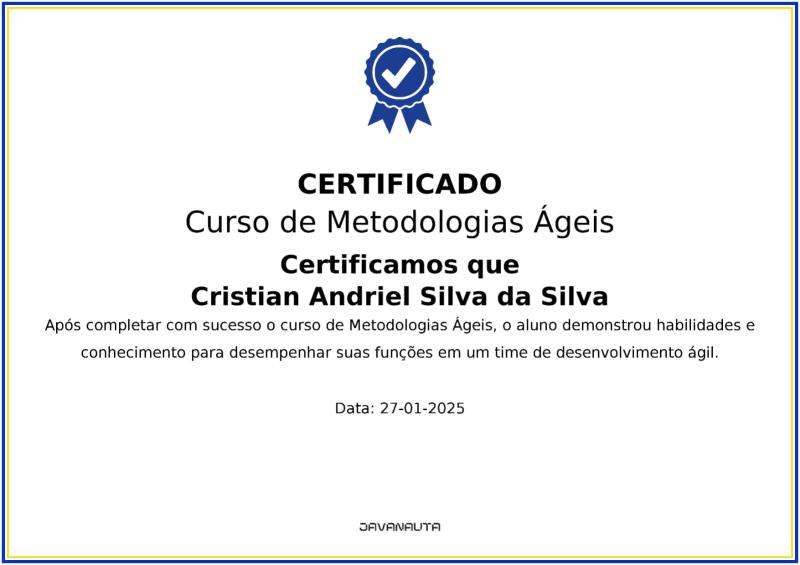 CERTIFICADO
Curso de Metodologias Ágeis
Certificamos que
Cristian Andriel Silva da Silva
Após completar com sucesso o curso de Metodologias Ágeis, o aluno demonstrou habilidades e
conhecimento para desempenhar suas funções em um time de desenvolvimento ágil.
Data: 27-01-2025
JAVANAUTA